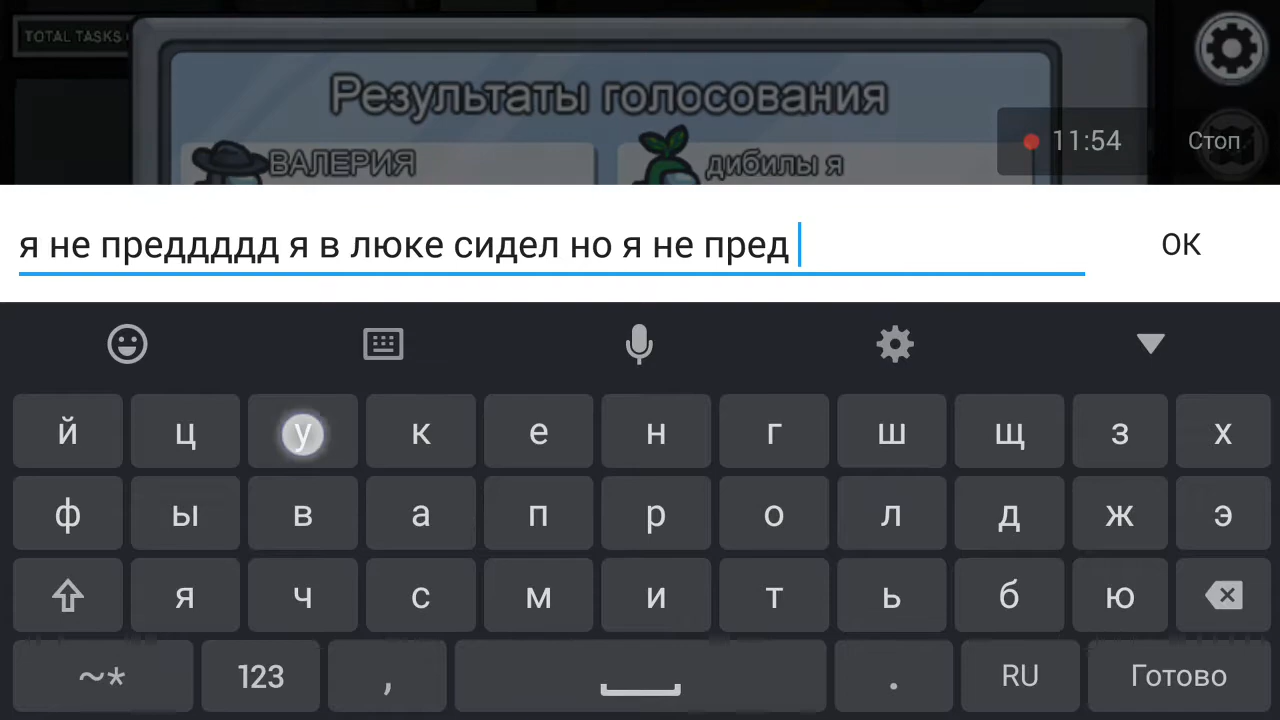 TOTAL TASKS
Результаты голосования
ВАЛЕРИЯ
дибилы я
11:54
Стоп
я не преддддд я в люке сидел но я не пред
ОК
й ц у к е н г ш щ з х
ф ы в а п р о л д ж э
я ч с м и т ь б ю
~* 123 , . RU Готово